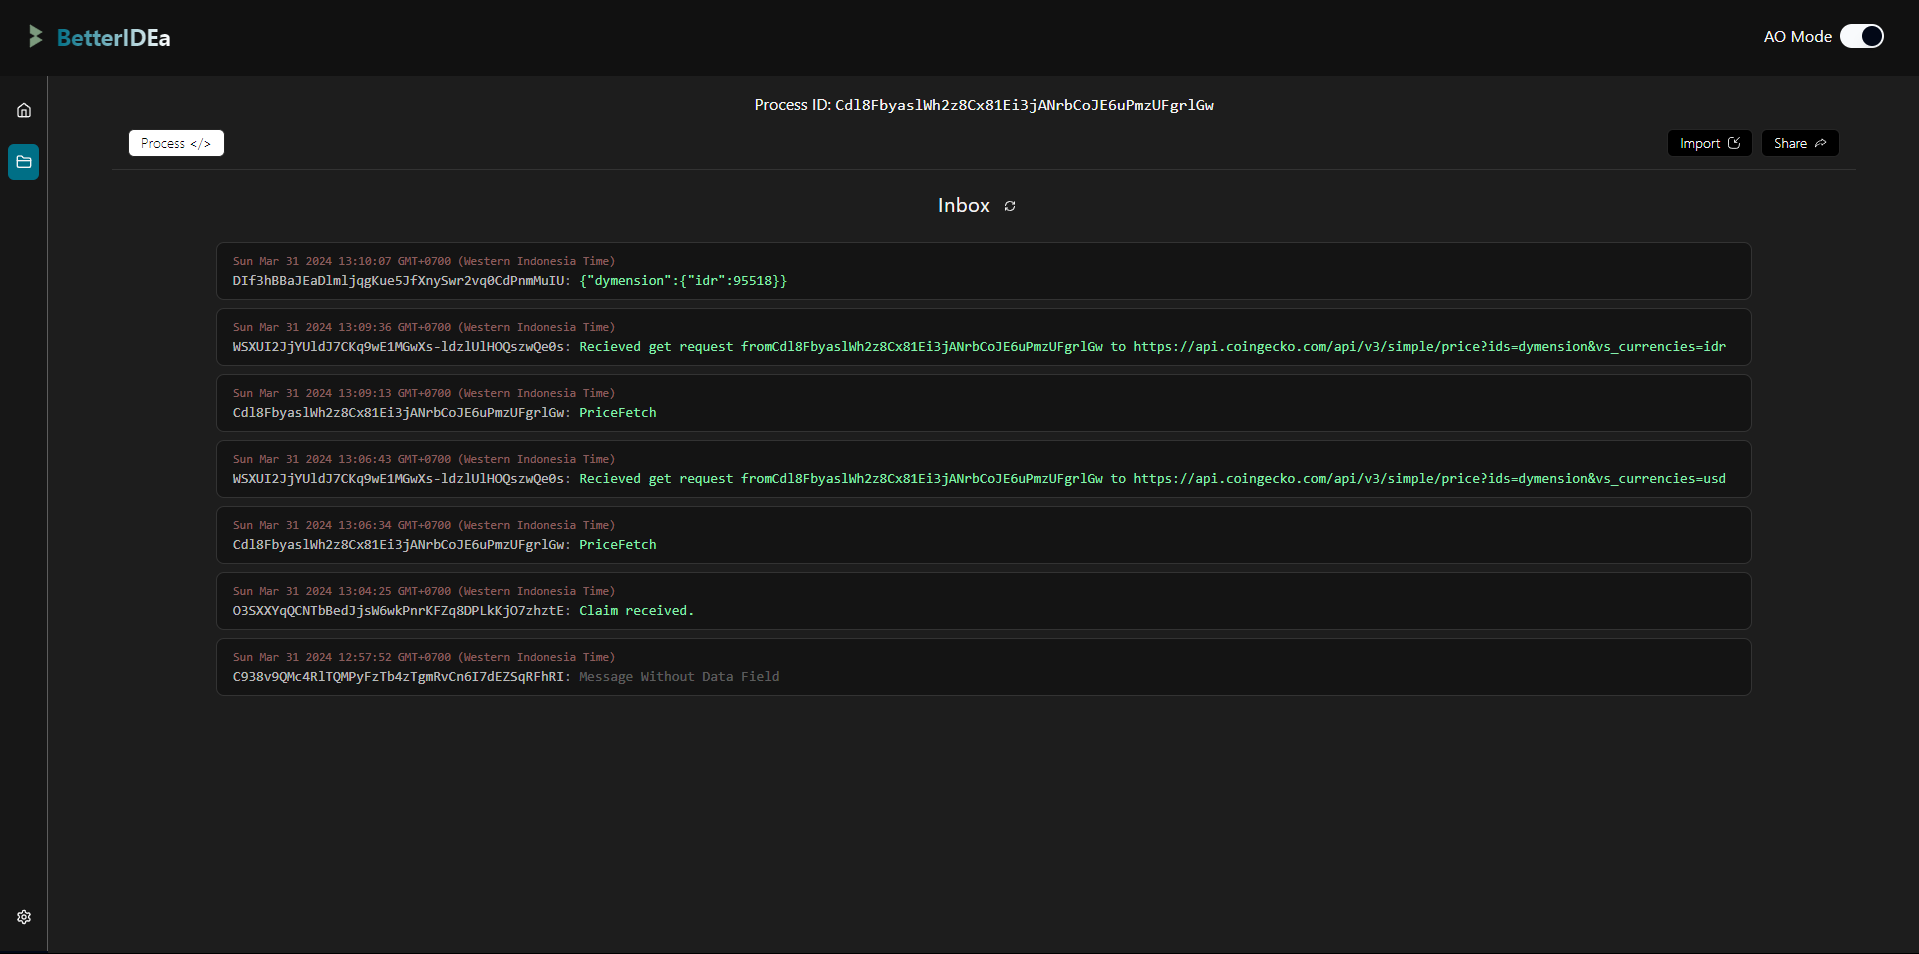 BetterIDEa
AO Mode
Process ID: Cdl8FbyaslWh2z8Cx81Ei3jANrbCoJE6uPmzUFgrlGw
Process </>
Import
Share
Inbox
Sun Mar 31 2024 13:10:07 GMT+0700 (Western Indonesia Time)
DIf3hBBaJEaDlmljqgKue5JfXnySwr2vq0CdPnmMuIU: {"dymension":{"idr":95518}}
Sun Mar 31 2024 13:09:36 GMT+0700 (Western Indonesia Time)
WSXUI2JjYUldJ7CKq9wE1MGwXs-ldzlUlHOQszwQe0s: Recieved get request fromCdl8FbyaslWh2z8Cx81Ei3jANrbCoJE6uPmzUFgrlGw to https://api.coingecko.com/api/v3/simple/price?ids=dymension&vs_currencies=idr
Sun Mar 31 2024 13:09:13 GMT+0700 (Western Indonesia Time)
Cdl8FbyaslWh2z8Cx81Ei3jANrbCoJE6uPmzUFgrlGw: PriceFetch
Sun Mar 31 2024 13:06:43 GMT+0700 (Western Indonesia Time)
WSXUI2JjYUldJ7CKq9wE1MGwXs-ldzlUlHOQszwQe0s: Recieved get request fromCdl8FbyaslWh2z8Cx81Ei3jANrbCoJE6uPmzUFgrlGw to https://api.coingecko.com/api/v3/simple/price?ids=dymension&vs_currencies=usd
Sun Mar 31 2024 13:06:34 GMT+0700 (Western Indonesia Time)
Cdl8FbyaslWh2z8Cx81Ei3jANrbCoJE6uPmzUFgrlGw: PriceFetch
Sun Mar 31 2024 13:04:25 GMT+0700 (Western Indonesia Time)
O3SXXYqQCNTbBedJjsW6wkPnrKFZq8DPLkKjO7zhztE: Claim received.
Sun Mar 31 2024 12:57:52 GMT+0700 (Western Indonesia Time)
C938v9QMc4RlTQMPyFzTb4zTgmRvCn6I7dEZSqRFhRI: Message Without Data Field